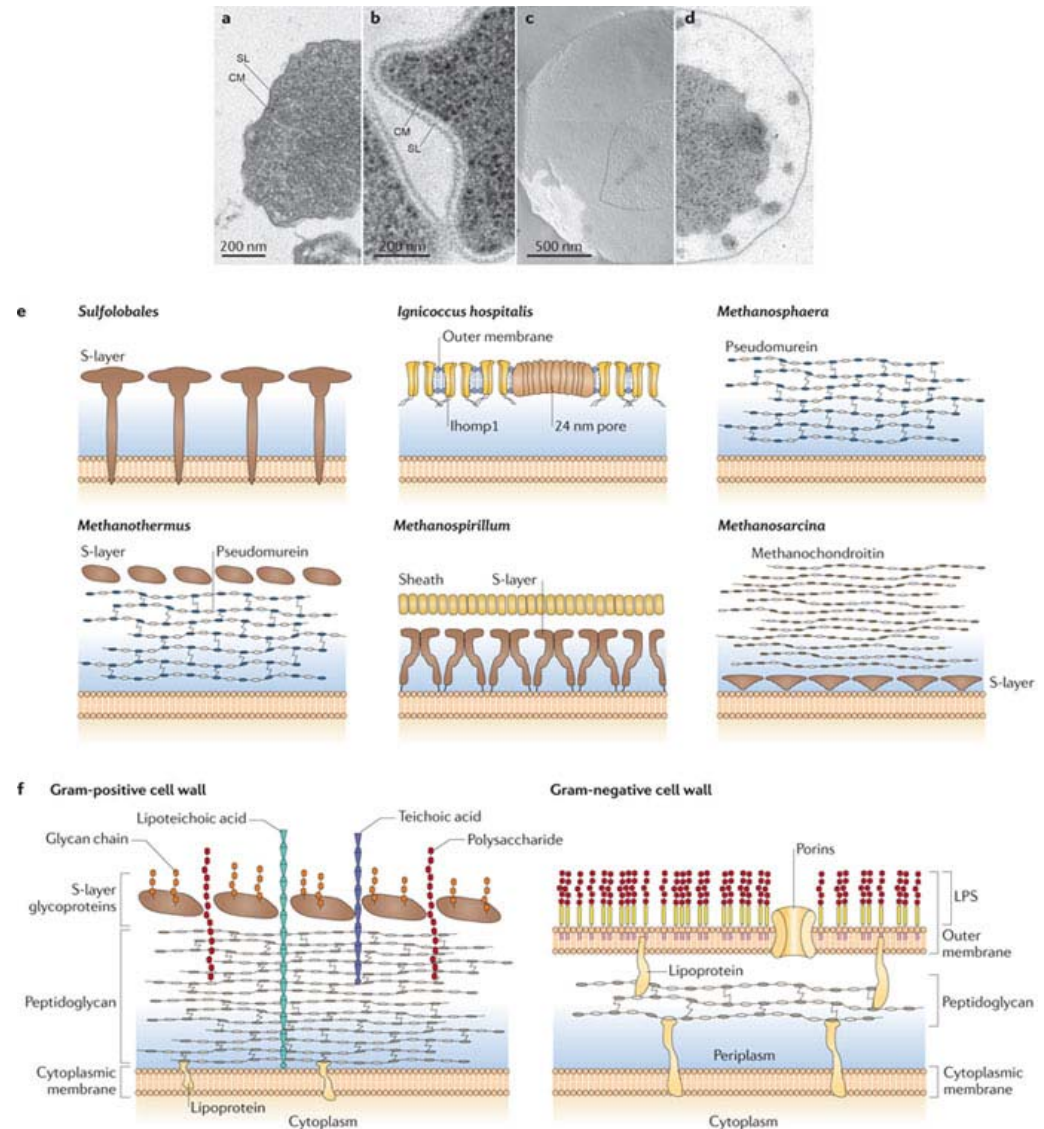 a
b
c
d
SL
CM
CM
SL
200 nm
200 nm
500 nm
e
Sulfolobales
Ignicoccus hospitalis
Methanosphaera
S-layer
Outer membrane
Pseudomurein
Ihomp1
24 nm pore
Methanothermus
Methanospirillum
Methanosarcina
S-layer
Pseudomurein
Sheath
S-layer
Methanochondroitin
S-layer
f
Gram-positive cell wall
Lipoteichoic acid
Teichoic acid
Glycan chain
Polysaccharide
S-layer
glycoproteins
Peptidoglycan
Cytoplasmic
membrane
Lipoprotein
Cytoplasm
Gram-negative cell wall
Porins
LPS
Outer
membrane
Lipoprotein
Peptidoglycan
Periplasm
Cytoplasmic
membrane
Cytoplasm